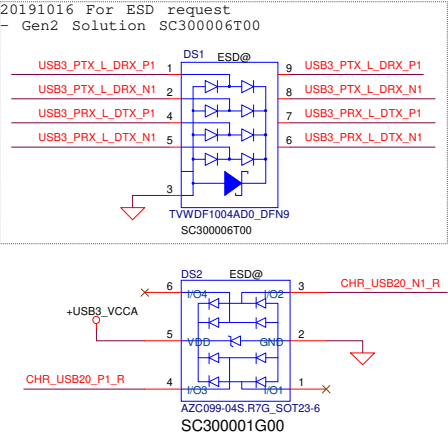 20191016 For ESD request
- Gen2 Solution SC300006T00
DS1 ESD@
USB3_PTX_L_DRX_P1 1 9 USB3_PTX_L_DRX_P1
USB3_PTX_L_DRX_N1 2 8 USB3_PTX_L_DRX_N1
USB3_PRX_L_DTX_P1 4 7 USB3_PRX_L_DTX_P1
USB3_PRX_L_DTX_N1 5 6 USB3_PRX_L_DTX_N1
3
TVWDF1004AD0_DFN9
SC300006T00
DS2 ESD@
6 I/O4 I/O2 3 CHR_USB20_N1_R
+USB3_VCCA
5 VDD GND 2
CHR_USB20_P1_R 4 I/O3 I/O1 1
AZC099-04S.R7G_SOT23-6
SC300001G00